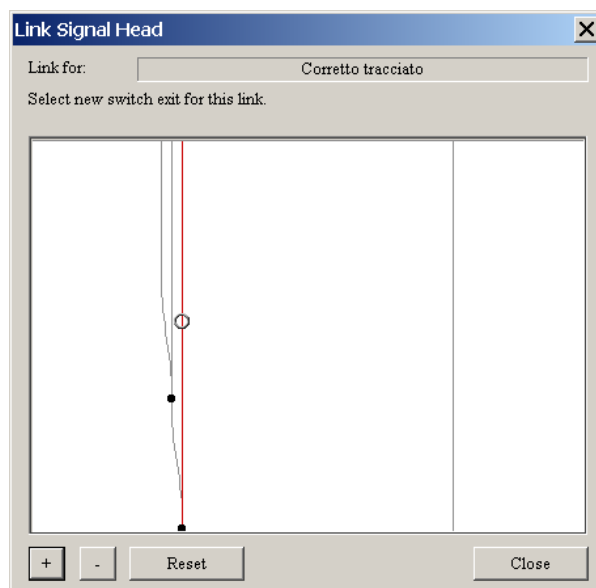 Link Signal Head
Link for: Corretto tracciato
Select new switch exit for this link.
+ - Reset Close